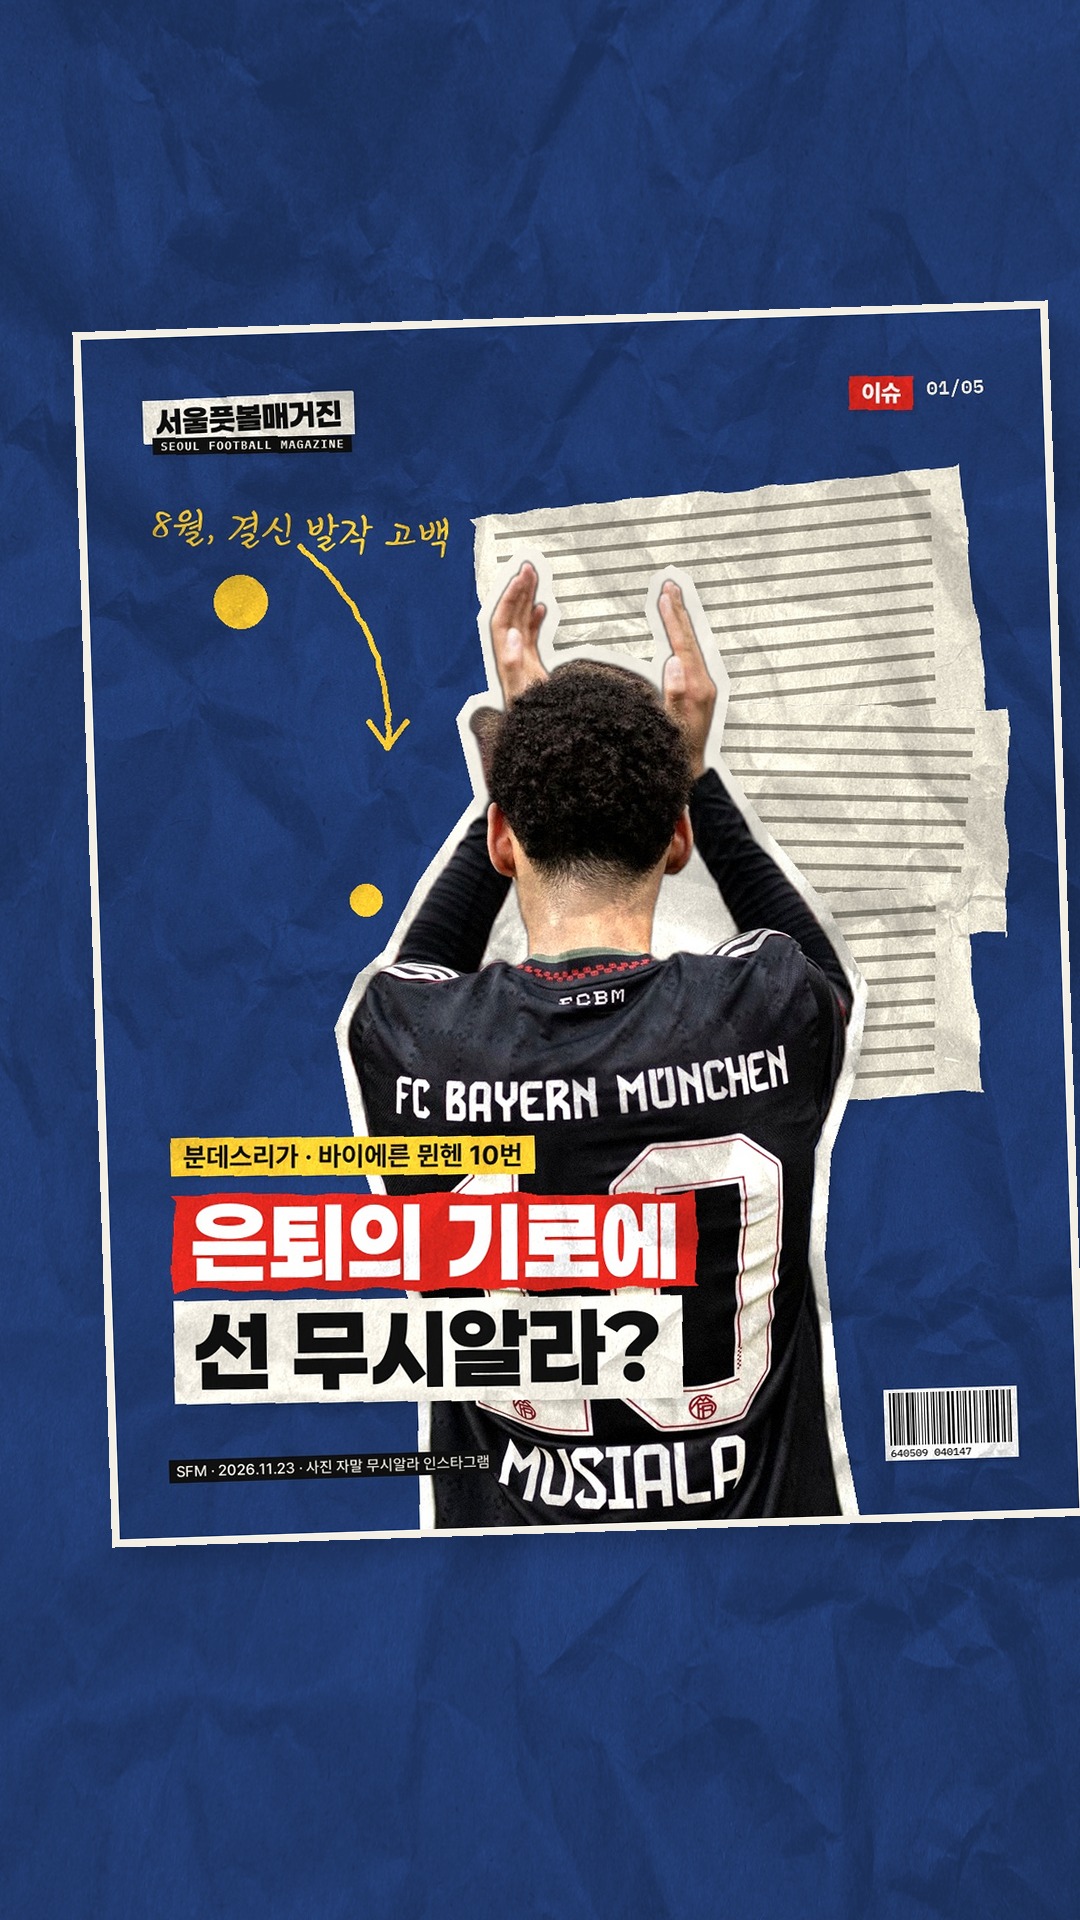 서울풋볼매거진
SEOUL FOOTBALL MAGAZINE
이슈 01/05
8월, 결신 발작 고백
FCBM
FC BAYERN MÜNCHEN
분데스리가 · 바이에른 뮌헨 10번
10
은퇴의 기로에
선 무시알라?
640509 040147
SFM · 2026.11.23 · 사진 자말 무시알라 인스타그램
MUSIALA